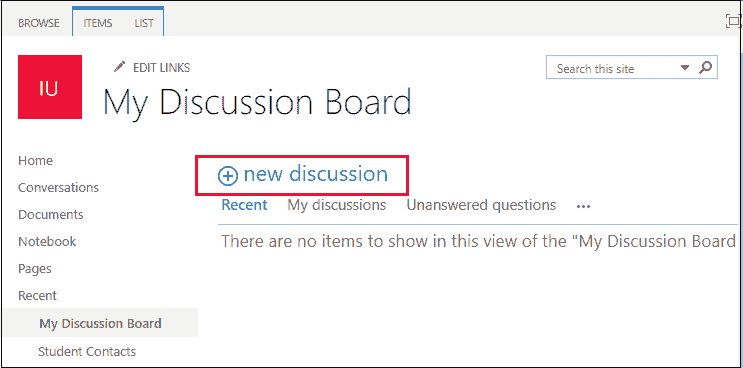 BROWSE ITEMS LIST
IU
EDIT LINKS
My Discussion Board
Search this site
Home
Conversations
Documents
Notebook
Pages
Recent
My Discussion Board
Student Contacts
new discussion
Recent My discussions Unanswered questions ...
There are no items to show in this view of the "My Discussion Board